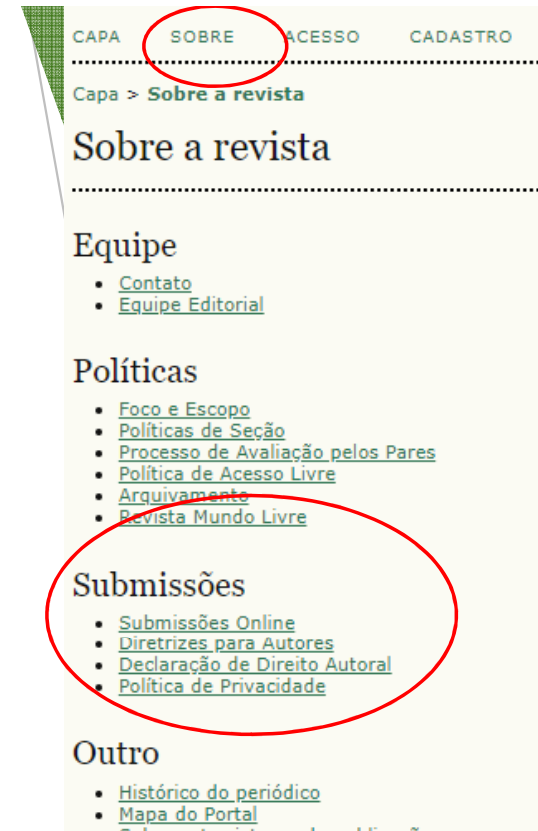 CAPA SOBRE ACESSO CADASTRO
Capa > Sobre a revista
Sobre a revista
Equipe
• Contato
• Equipe Editorial
Políticas
• Foco e Escopo
• Políticas de Seção
• Processo de Avaliação pelos Pares
• Política de Acesso Livre
• Arquivamento
• Revista Mundo Livre
Submissões
• Submissões Online
• Diretrizes para Autores
• Declaração de Direito Autoral
• Política de Privacidade
Outro
• Histórico do periódico
• Mapa do Portal